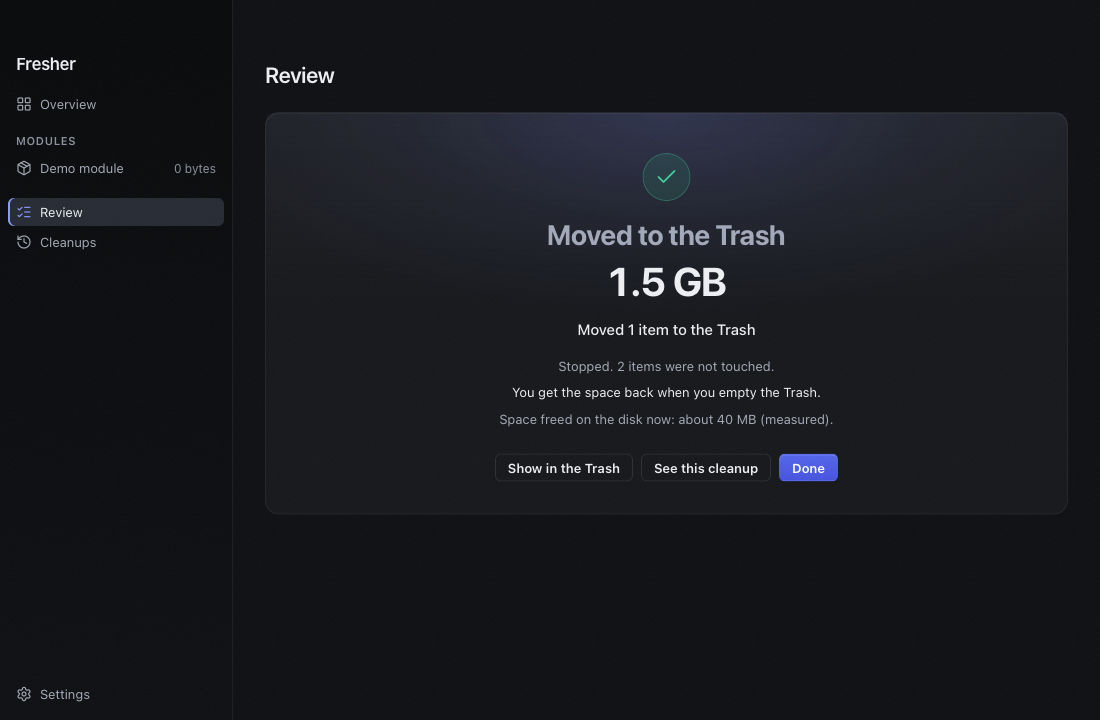 Fresher
Overview
MODULES
Demo module 0 bytes
Review
Cleanups
Settings
Review
Moved to the Trash
1.5 GB
Moved 1 item to the Trash
Stopped. 2 items were not touched.
You get the space back when you empty the Trash.
Space freed on the disk now: about 40 MB (measured).
Show in the Trash See this cleanup Done